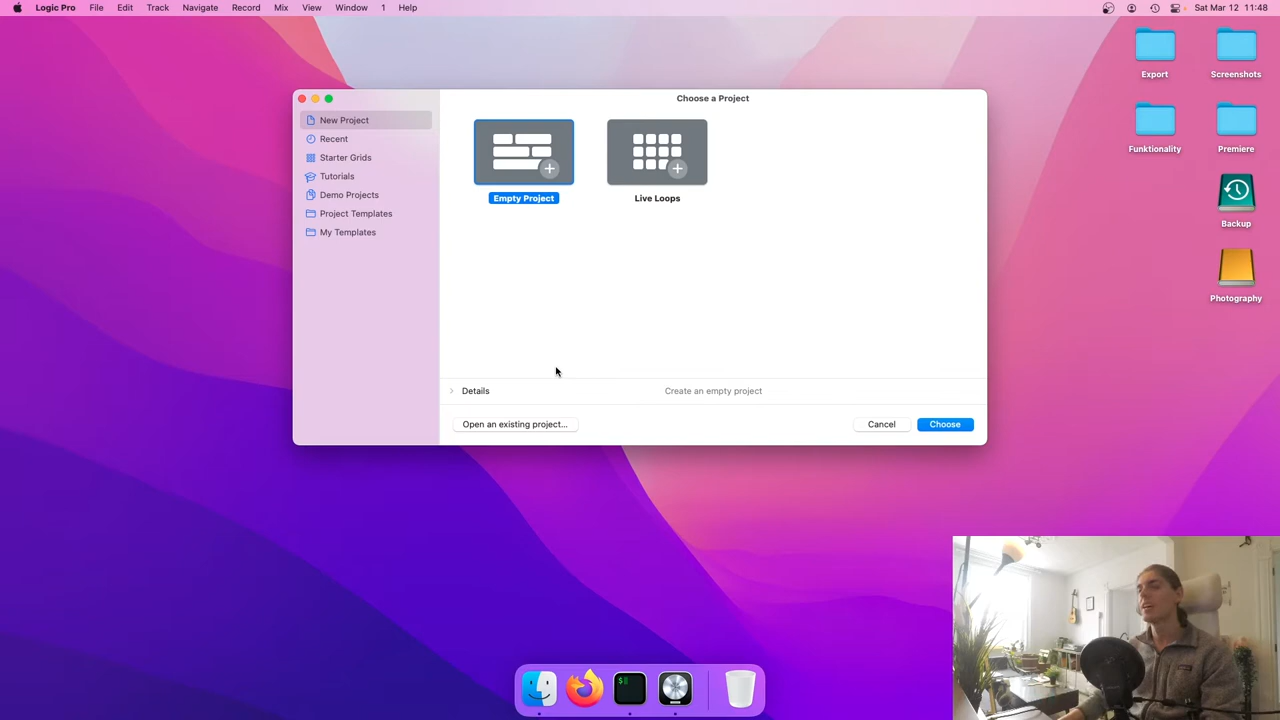 Logic Pro File Edit Track Navigate Record Mix View Window 1 Help
Sat Mar 12 11:48
Choose a Project
New Project
Recent
Starter Grids
Tutorials
Demo Projects
Project Templates
My Templates
Empty Project
Live Loops
Details
Create an empty project
Open an existing project...
Cancel
Choose
Export
Screenshots
Funktionality
Premiere
Backup
Photography
$